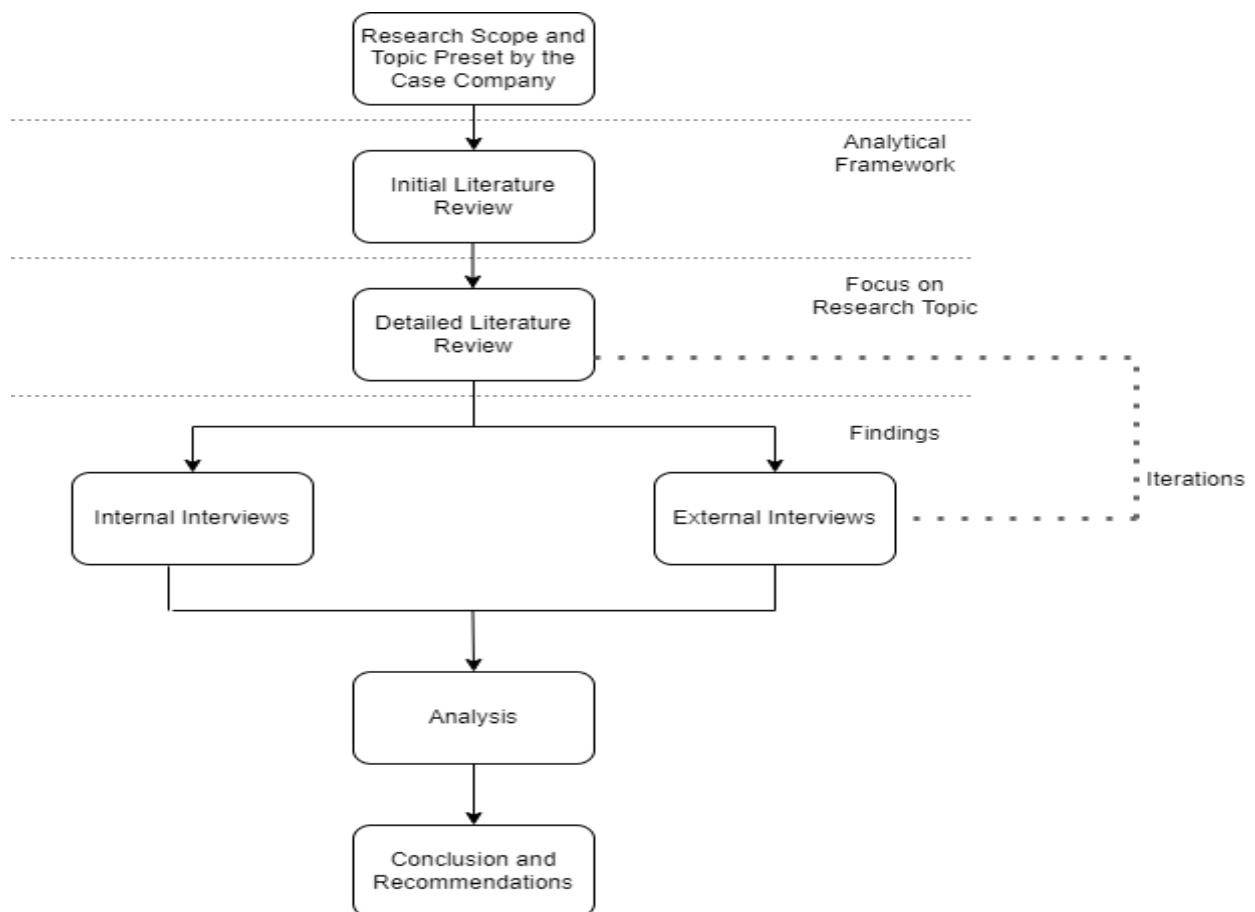 Research Scope and
Topic Preset by the
Case Company
Analytical
Framework
Initial Literature
Review
Focus on
Research Topic
Detailed Literature
Review
Findings
Iterations
Internal Interviews
External Interviews
Analysis
Conclusion and
Recommendations